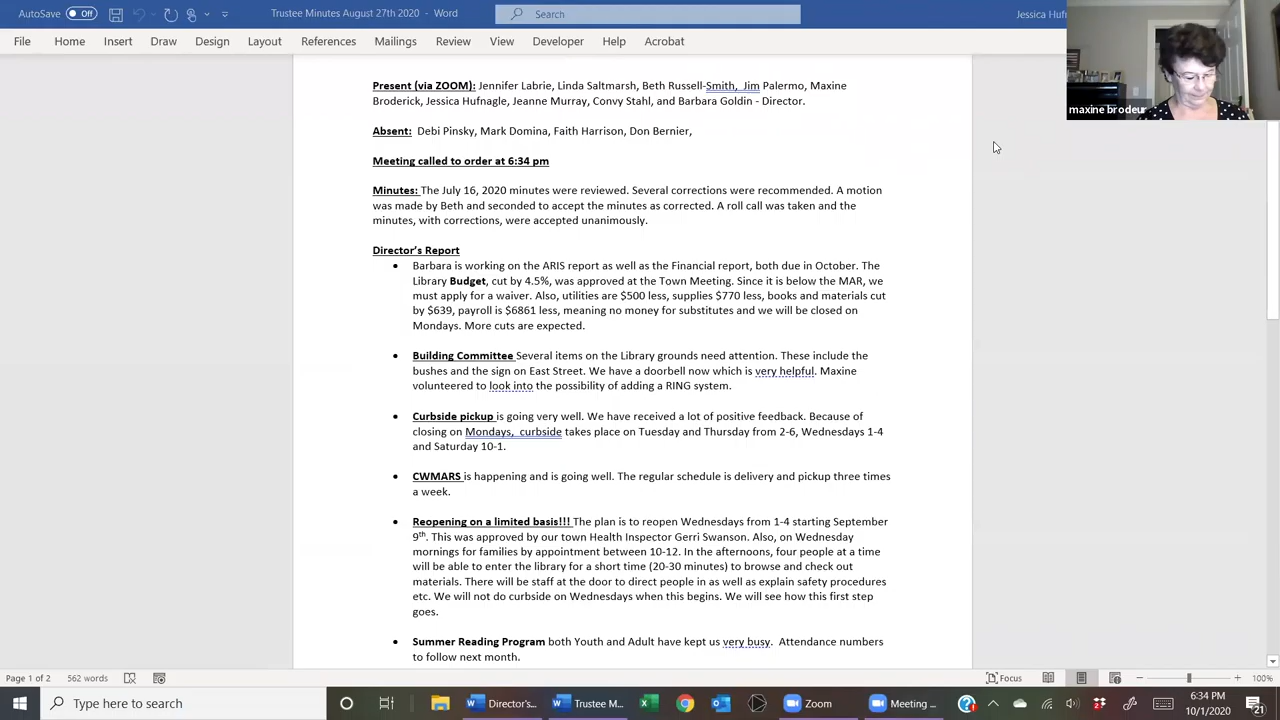 Trustee Minutes August 27th 2020 - Word
Search
Jessica Hufn
File Home Insert Draw Design Layout References Mailings Review View Developer Help Acrobat
maxine brodeur
Present (via ZOOM): Jennifer Labrie, Linda Saltmarsh, Beth Russell-Smith, Jim Palermo, Maxine
Broderick, Jessica Hufnagle, Jeanne Murray, Convy Stahl, and Barbara Goldin - Director.
Absent: Debi Pinsky, Mark Domina, Faith Harrison, Don Bernier,
Meeting called to order at 6:34 pm
Minutes: The July 16, 2020 minutes were reviewed. Several corrections were recommended. A motion
was made by Beth and seconded to accept the minutes as corrected. A roll call was taken and the
minutes, with corrections, were accepted unanimously.
Director's Report
• Barbara is working on the ARIS report as well as the Financial report, both due in October. The
Library Budget, cut by 4.5%, was approved at the Town Meeting. Since it is below the MAR, we
must apply for a waiver. Also, utilities are $500 less, supplies $770 less, books and materials cut
by $639, payroll is $6861 less, meaning no money for substitutes and we will be closed on
Mondays. More cuts are expected.
• Building Committee Several items on the Library grounds need attention. These include the
bushes and the sign on East Street. We have a doorbell now which is very helpful. Maxine
volunteered to look into the possibility of adding a RING system.
• Curbside pickup is going very well. We have received a lot of positive feedback. Because of
closing on Mondays, curbside takes place on Tuesday and Thursday from 2-6, Wednesdays 1-4
and Saturday 10-1.
• CWMARS is happening and is going well. The regular schedule is delivery and pickup three times
a week.
• Reopening on a limited basis!!! The plan is to reopen Wednesdays from 1-4 starting September
9th. This was approved by our town Health Inspector Gerri Swanson. Also, on Wednesday
mornings for families by appointment between 10-12. In the afternoons, four people at a time
will be able to enter the library for a short time (20-30 minutes) to browse and check out
materials. There will be staff at the door to direct people in as well as explain safety procedures
etc. We will not do curbside on Wednesdays when this begins. We will see how this first step
goes.
• Summer Reading Program both Youth and Adult have kept us very busy. Attendance numbers
to follow next month.
Page 1 of 2 562 words Focus 100%
Type here to search Director's... Trustee M... Zoom Meeting ... 6:34 PM
10/1/2020 21